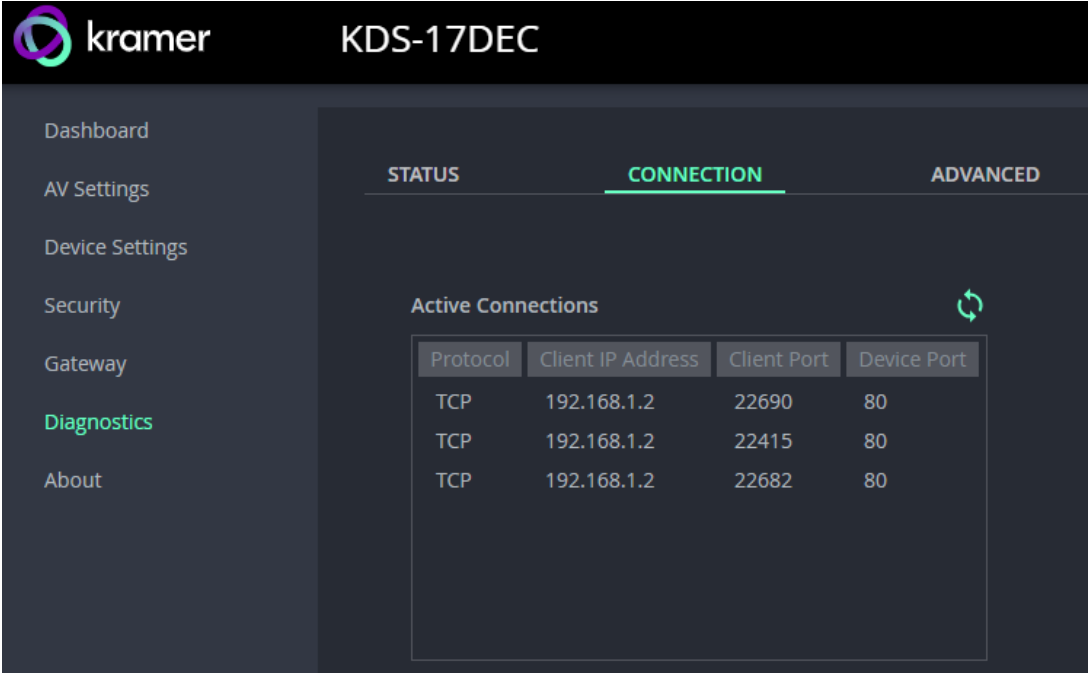 kramer KDS-17DEC
Dashboard
AV Settings
Device Settings
Security
Gateway
Diagnostics
About
STATUS CONNECTION ADVANCED
Active Connections
Protocol Client IP Address Client Port Device Port
TCP 192.168.1.2 22690 80
TCP 192.168.1.2 22415 80
TCP 192.168.1.2 22682 80